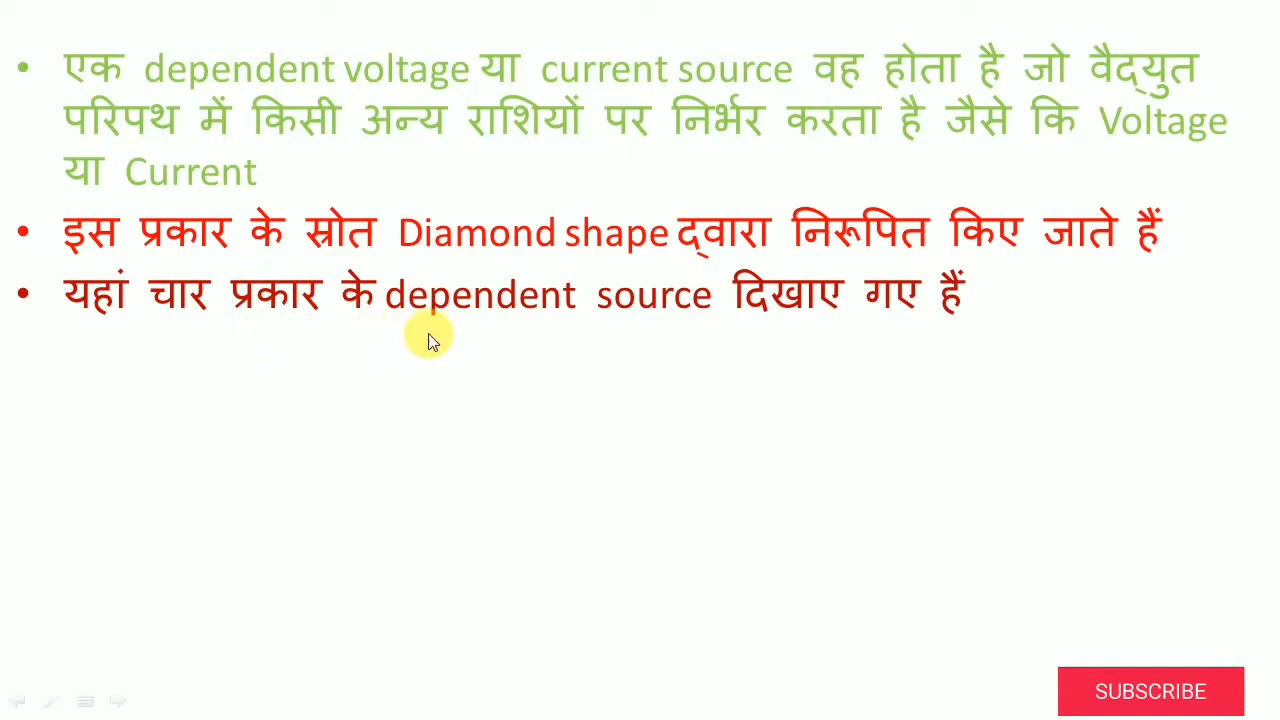 • एक dependent voltage या current source वह होता है जो वैद्युत
परिपथ में किसी अन्य राशियों पर निर्भर करता है जैसे कि Voltage
या Current
• इस प्रकार के स्रोत Diamond shape द्वारा निरूपित किए जाते हैं
• यहां चार प्रकार के dependent source दिखाए गए हैं
SUBSCRIBE